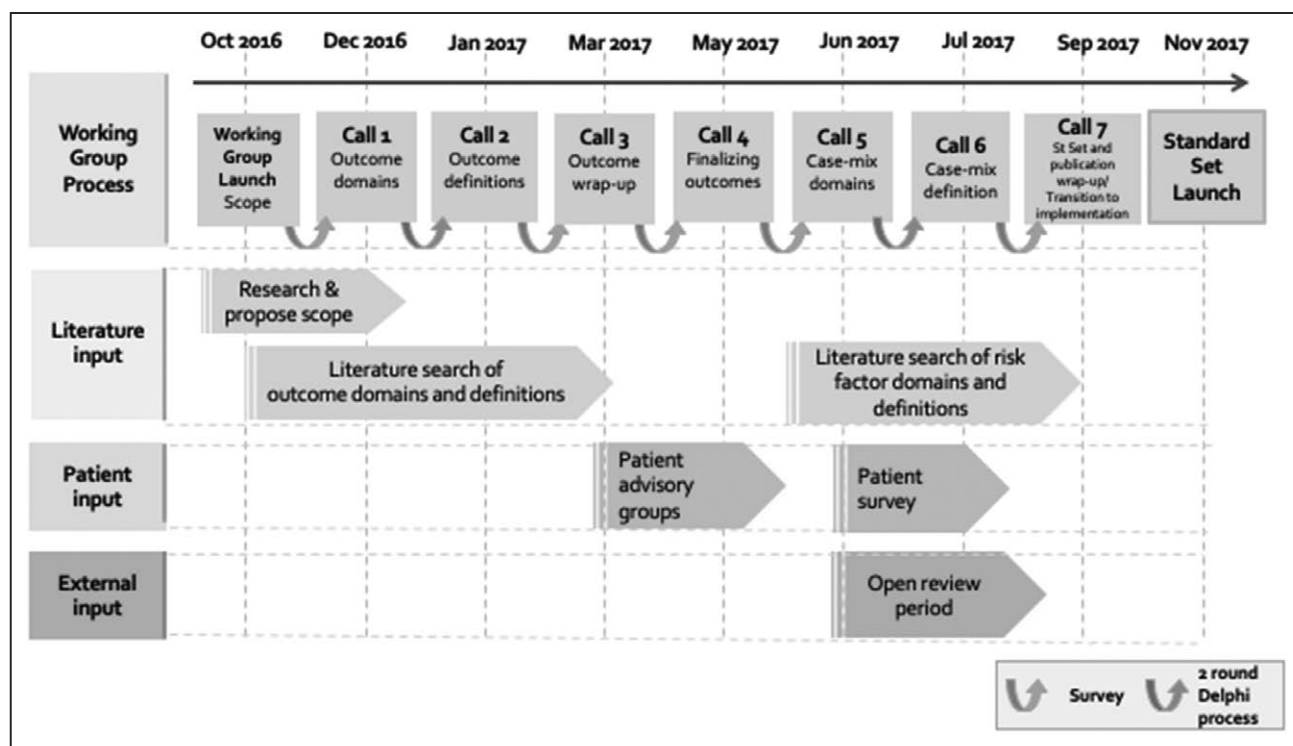 Oct 2016 Dec 2016 Jan 2017 Mar 2017 May 2017 Jun 2017 Jul 2017 Sep 2017 Nov 2017
Working
Group
Process
Working
Group
Launch
Scope
Call 1
Outcome
domains
Call 2
Outcome
definitions
Call 3
Outcome
wrap-up
Call 4
Finalizing
outcomes
Call 5
Case-mix
domains
Call 6
Case-mix
definition
Call 7
St Set and
publication
wrap-up/
Transition to
implementation
Standard
Set
Launch
Literature
input
Research &
propose scope
Literature search of
outcome domains and definitions
Literature search of risk
factor domains and
definitions
Patient
input
Patient
advisory
groups
Patient
survey
External
input
Open review
period
Survey
2 round
Delphi
process